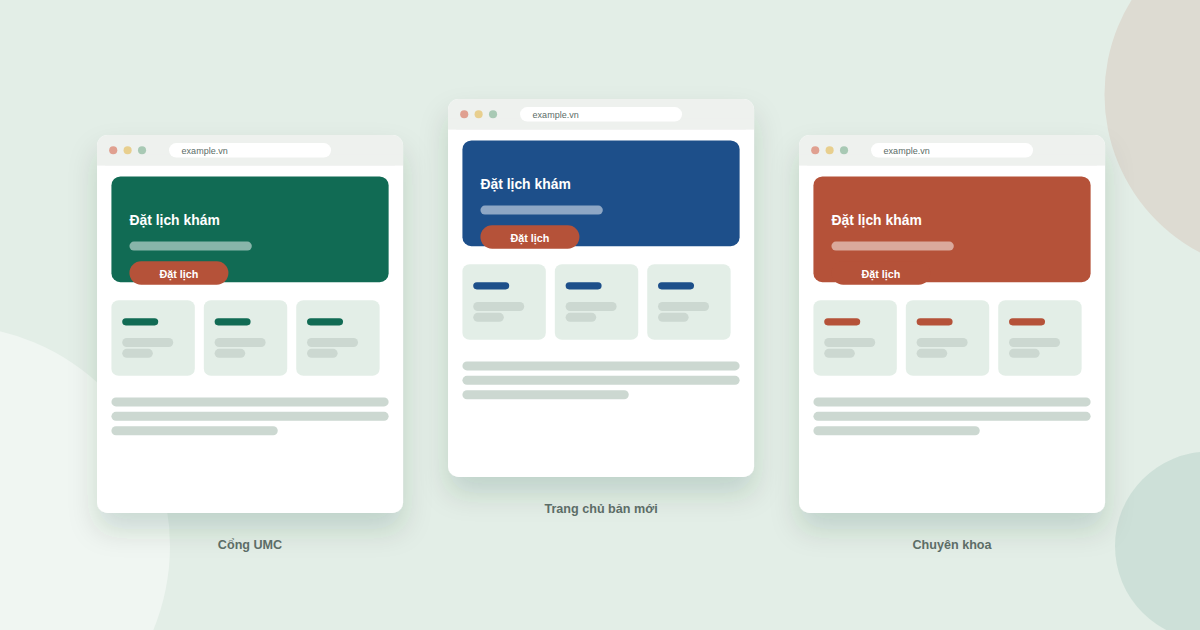 example.vn
Đặt lịch khám
Đặt lịch
Cổng UMC
example.vn
Đặt lịch khám
Đặt lịch
Trang chủ bản mới
example.vn
Đặt lịch khám
Đặt lịch
Chuyên khoa